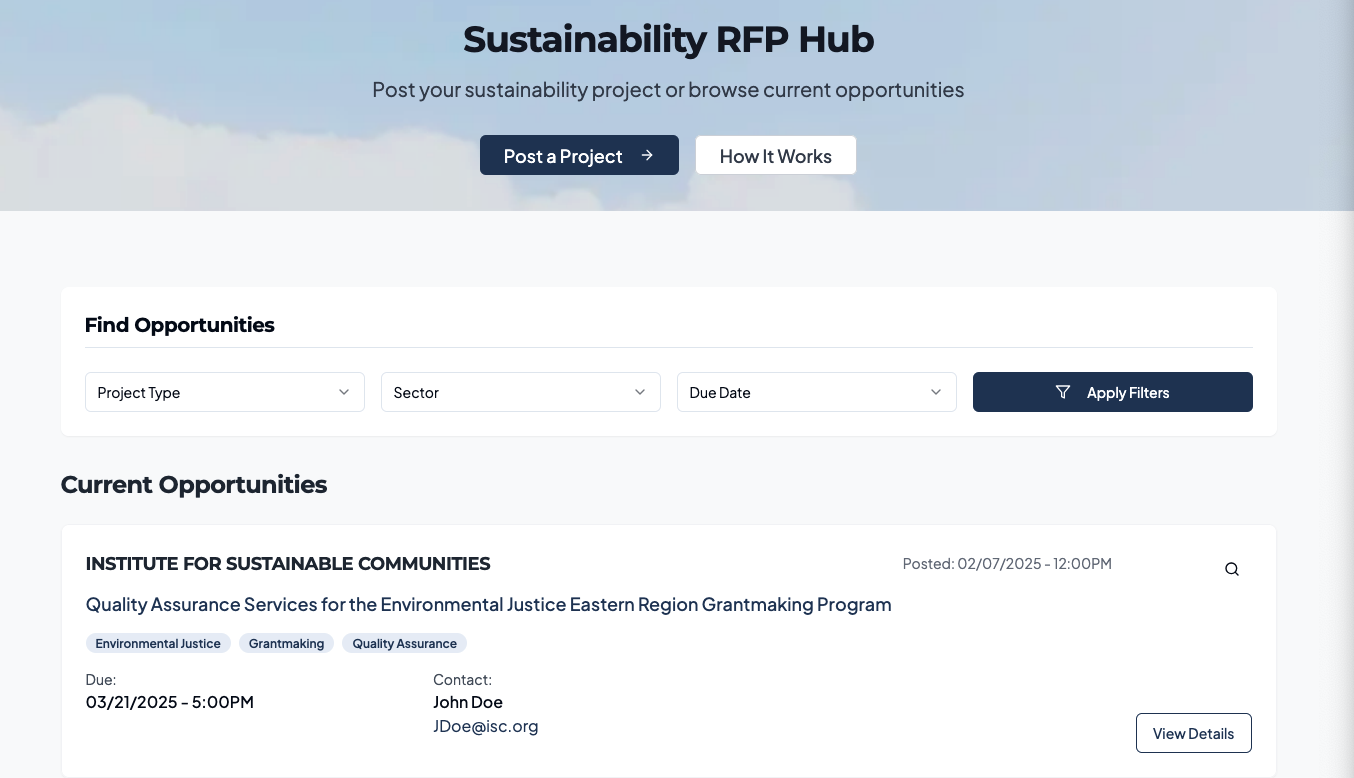 Sustainability RFP Hub
Post your sustainability project or browse current opportunities
Post a Project
How It Works
Find Opportunities
Project Type
Sector
Due Date
Apply Filters
Current Opportunities
INSTITUTE FOR SUSTAINABLE COMMUNITIES
Posted: 02/07/2025 - 12:00PM
Quality Assurance Services for the Environmental Justice Eastern Region Grantmaking Program
Environmental Justice
Grantmaking
Quality Assurance
Due:
03/21/2025 - 5:00PM
Contact:
John Doe
JDoe@isc.org
View Details